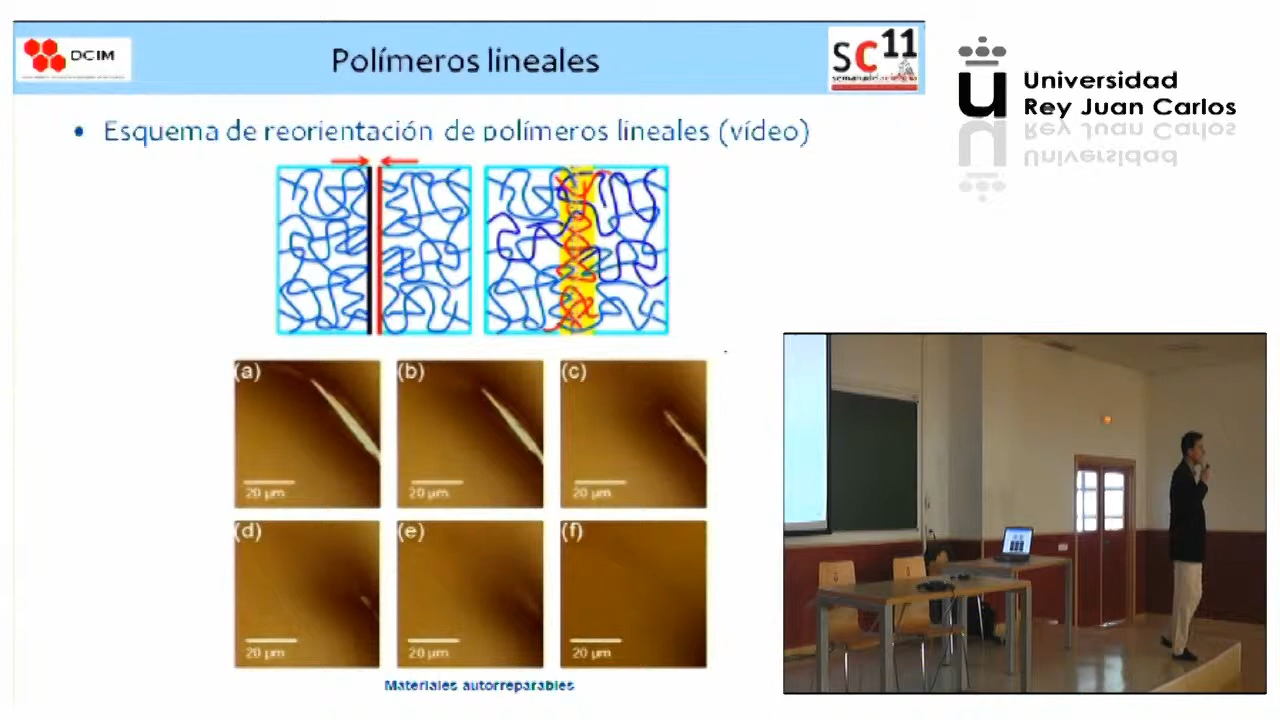 DCIM
Polímeros lineales
SC11
semanadelaciencia
• Esquema de reorientación de polímeros lineales (vídeo)
(a)
(b)
(c)
20 µm
20 µm
20 µm
(d)
(e)
(f)
20 µm
20 µm
20 µm
Materiales autorreparables
u
Universidad
Rey Juan Carlos